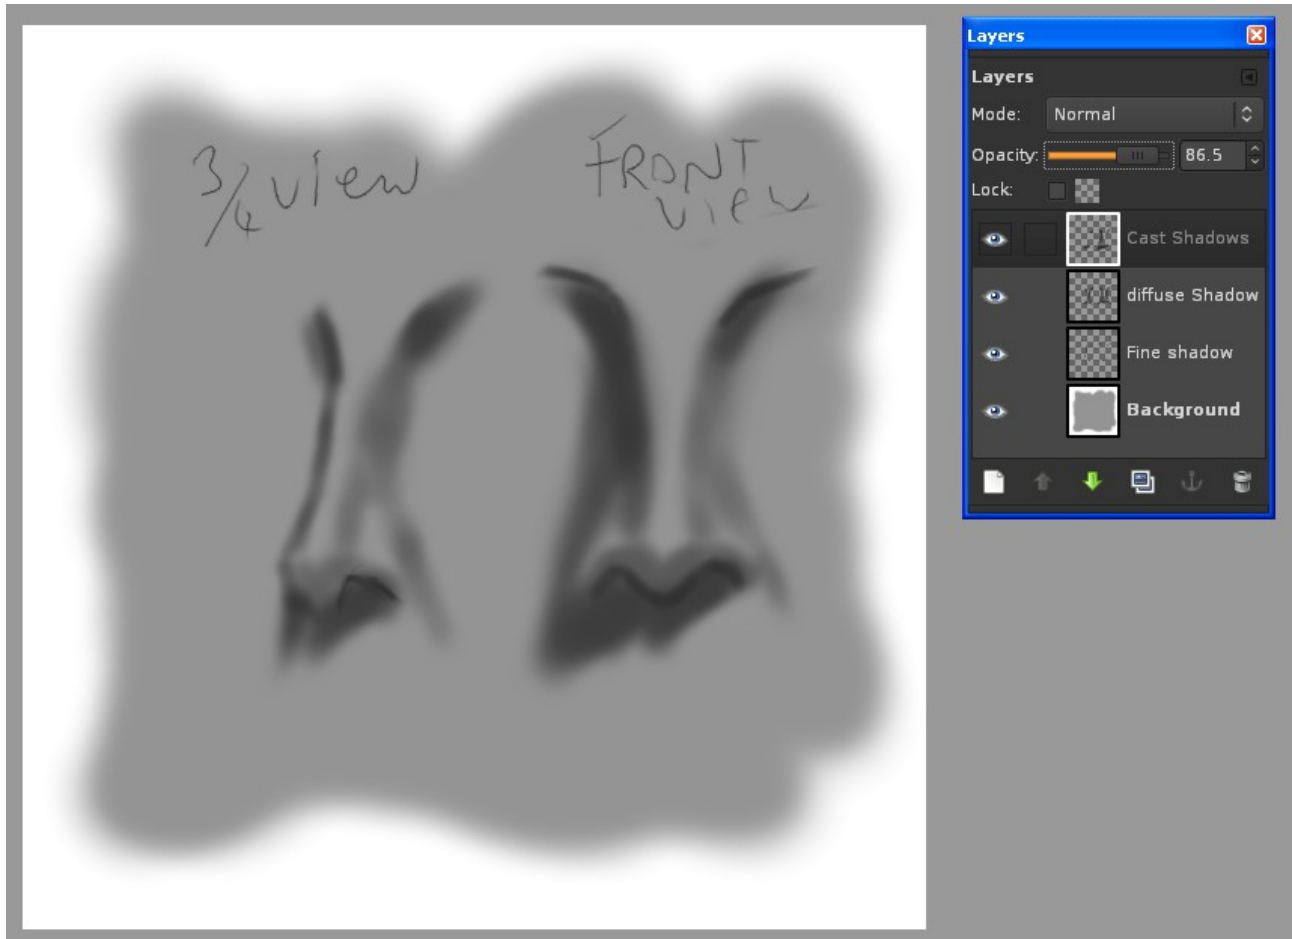 3/4 view
FRONT
view
Layers
Layers
Mode: Normal
Opacity: 86.5
Lock:
Cast Shadows
diffuse Shadow
Fine shadow
Background